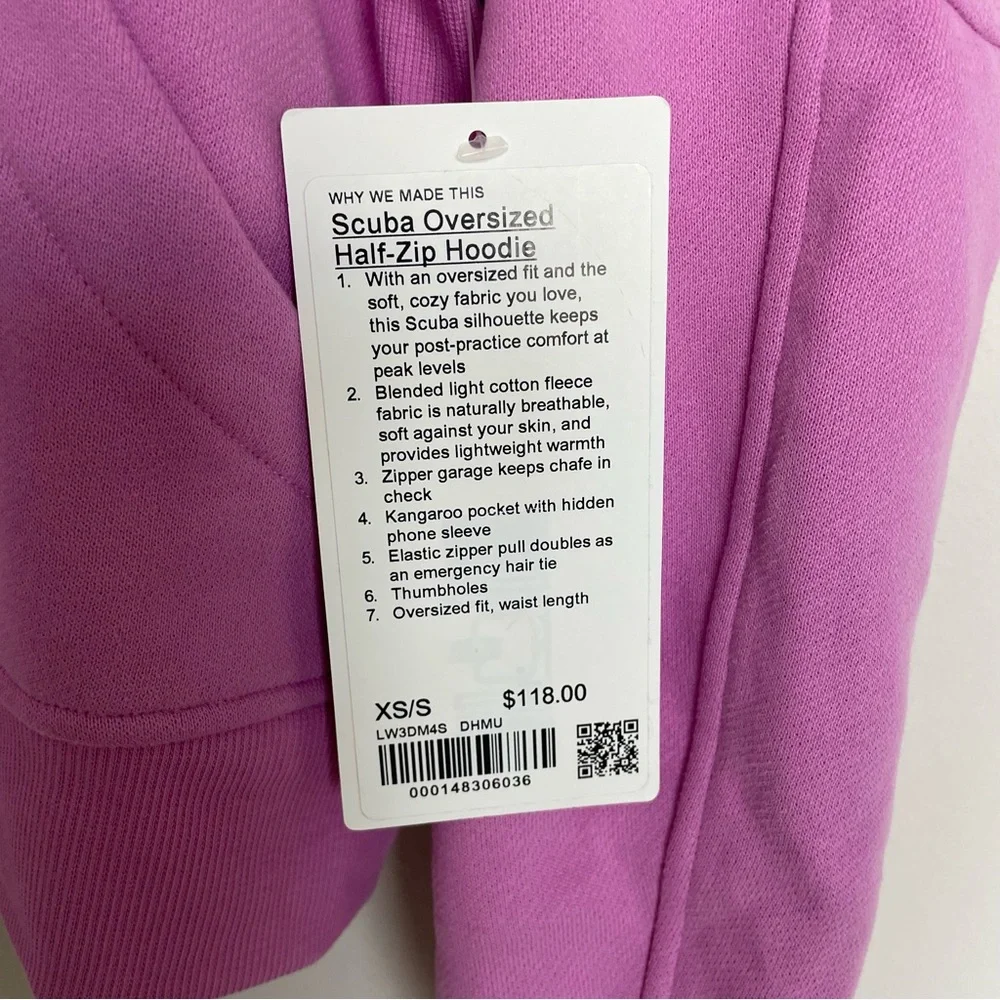 WHY WE MADE THIS
Scuba Oversized
Half-Zip Hoodie
1. With an oversized fit and the
soft, cozy fabric you love,
this Scuba silhouette keeps
your post-practice comfort at
peak levels
2. Blended light cotton fleece
fabric is naturally breathable,
soft against your skin, and
provides lightweight warmth
3. Zipper garage keeps chafe in
check
4. Kangaroo pocket with hidden
phone sleeve
5. Elastic zipper pull doubles as
an emergency hair tie
6. Thumbholes
7. Oversized fit, waist length
XS/S $118.00
LW3DM4S DHMU
000148306036